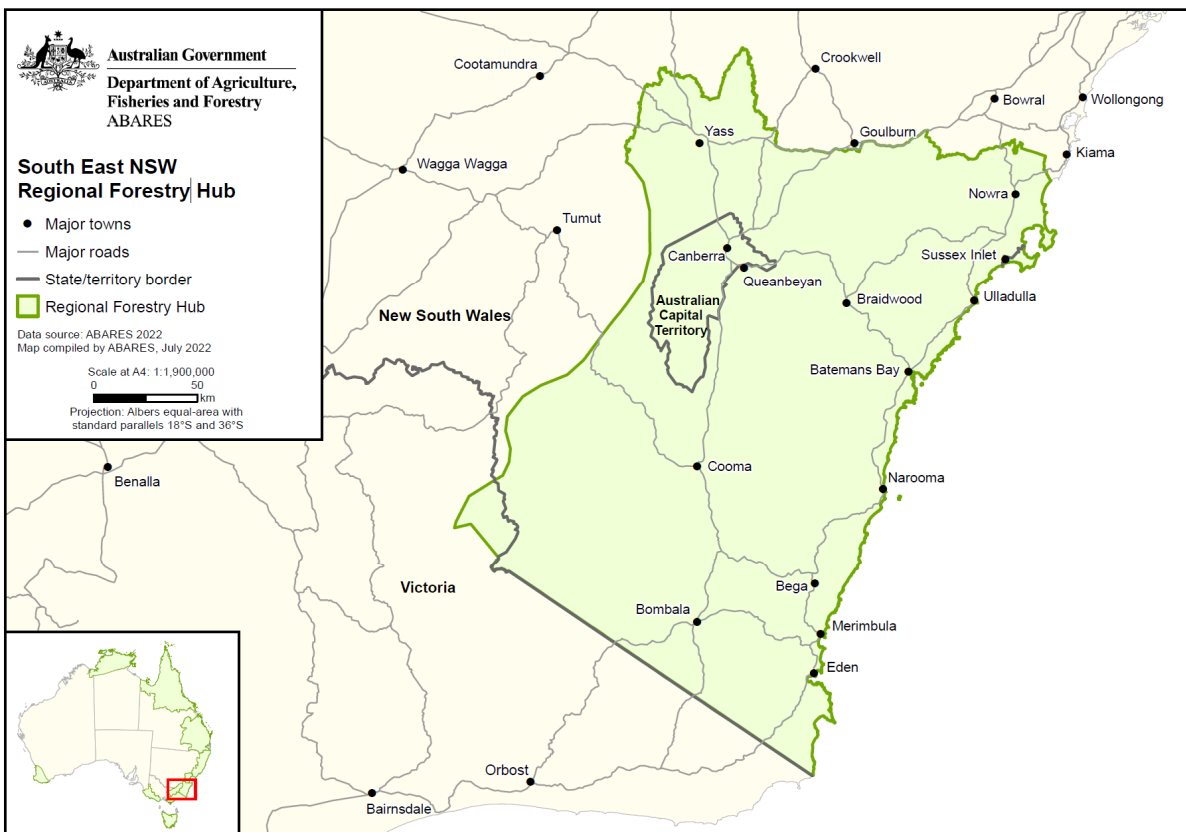 Australian Government
Department of Agriculture,
Fisheries and Forestry
ABARES
South East NSW
Regional Forestry Hub
Major towns
Major roads
State/territory border
Regional Forestry Hub
Data source: ABARES 2022
Map compiled by ABARES, July 2022
Scale at A4: 1:1,900,000
0 50
km
Projection: Albers equal-area with
standard parallels 18°S and 36°S
Cootamundra
Crookwell
Bowral
Wollongong
Yass
Goulburn
Kiama
Wagga Wagga
Nowra
Tumut
Canberra
Sussex Inlet
Queanbeyan
Braidwood
Ulladulla
Australian
Capital
Territory
New South Wales
Batemans Bay
Benalla
Cooma
Narooma
Victoria
Bega
Bombala
Merimbula
Eden
Orbost
Bairnsdale